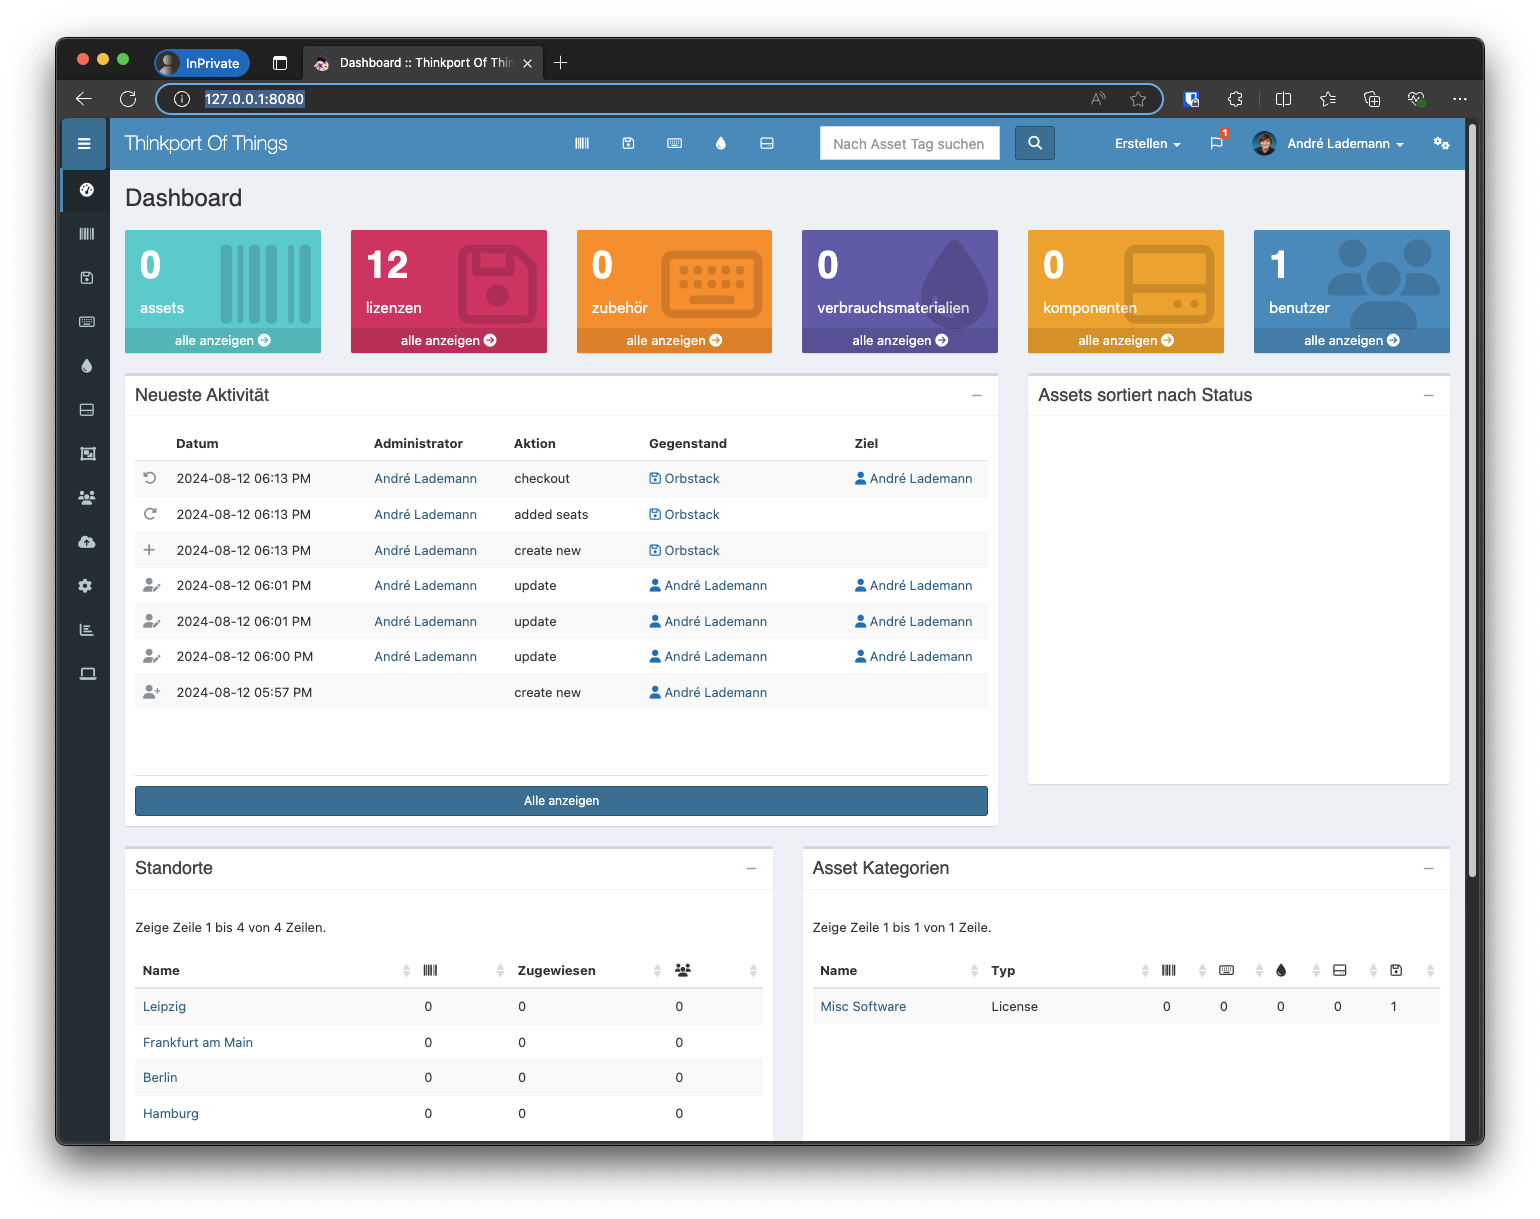 InPrivate
Dashboard :: Thinkport Of Thin
127.0.0.1:8080
Thinkport Of Things
Nach Asset Tag suchen
Erstellen
1
André Lademann
Dashboard
0
assets
alle anzeigen
12
lizenzen
alle anzeigen
0
zubehör
alle anzeigen
0
verbrauchsmaterialien
alle anzeigen
0
komponenten
alle anzeigen
1
benutzer
alle anzeigen
Neueste Aktivität
Datum Administrator Aktion Gegenstand Ziel
2024-08-12 06:13 PM André Lademann checkout Orbstack André Lademann
2024-08-12 06:13 PM André Lademann added seats Orbstack
2024-08-12 06:13 PM André Lademann create new Orbstack
2024-08-12 06:01 PM André Lademann update André Lademann André Lademann
2024-08-12 06:01 PM André Lademann update André Lademann André Lademann
2024-08-12 06:00 PM André Lademann update André Lademann André Lademann
2024-08-12 05:57 PM create new André Lademann
Alle anzeigen
Assets sortiert nach Status
Standorte
Zeige Zeile 1 bis 4 von 4 Zeilen.
Name Zugewiesen
Leipzig 0 0 0
Frankfurt am Main 0 0 0
Berlin 0 0 0
Hamburg 0 0 0
Asset Kategorien
Zeige Zeile 1 bis 1 von 1 Zeile.
Name Typ
Misc Software License 0 0 0 0 1